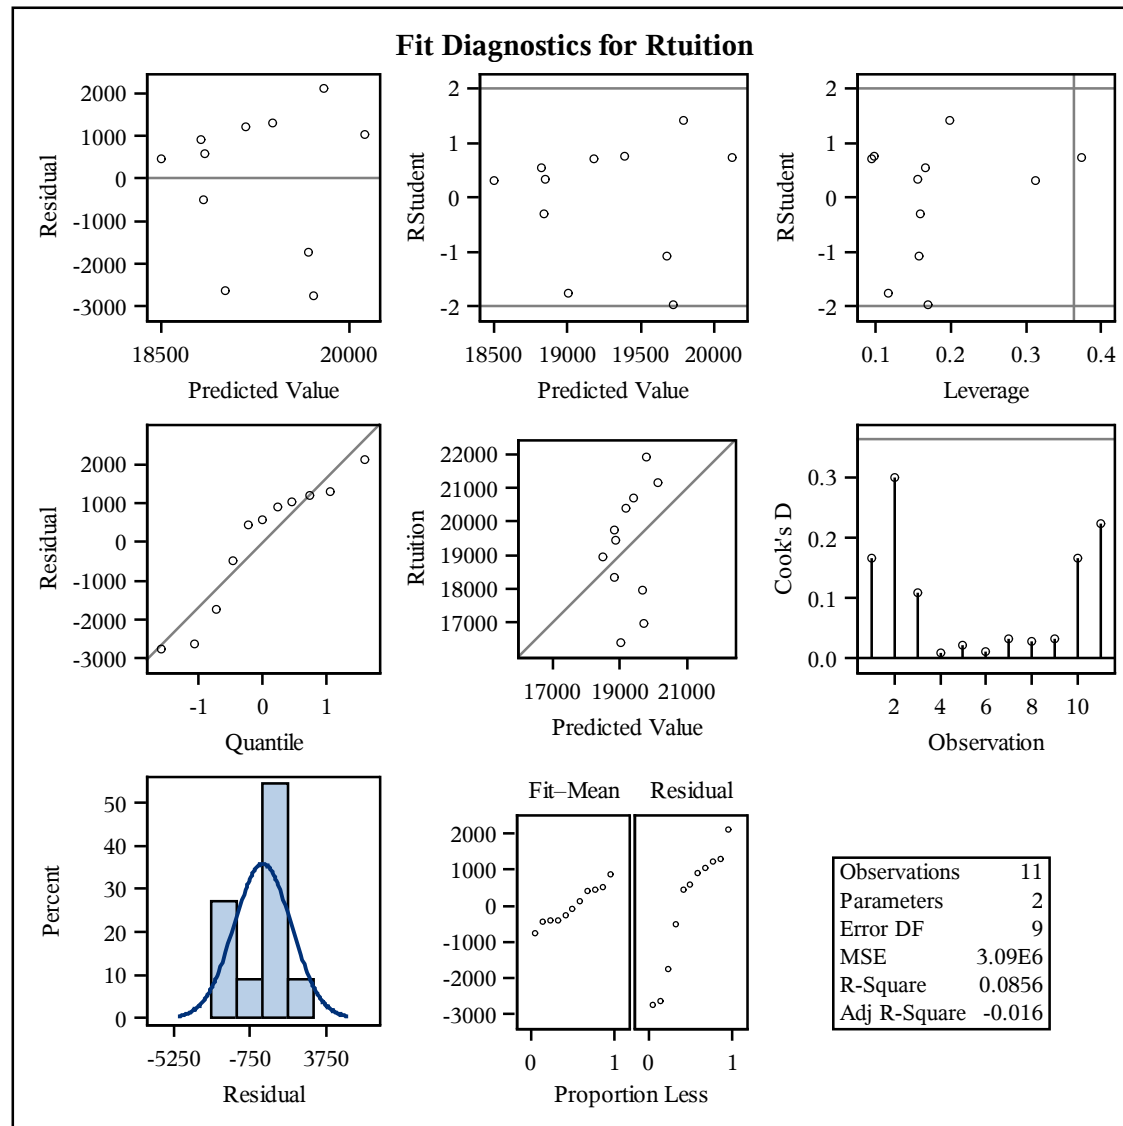 Fit Diagnostics for Rtuition
2000
1000
0
-1000
-2000
-3000
Residual
18500 20000
Predicted Value
2
1
0
-1
-2
RStudent
18500 19000 19500 20000
Predicted Value
2
1
0
-1
-2
RStudent
0.1 0.2 0.3 0.4
Leverage
2000
1000
0
-1000
-2000
-3000
Residual
-1 0 1
Quantile
22000
21000
20000
19000
18000
17000
Rtuition
17000 19000 21000
Predicted Value
0.3
0.2
0.1
0.0
Cook's D
2 4 6 8 10
Observation
50
40
30
20
10
0
Percent
-5250 -750 3750
Residual
Fit–Mean Residual
2000
1000
0
-1000
-2000
-3000
0 1 0 1
Proportion Less
Observations 11
Parameters 2
Error DF 9
MSE 3.09E6
R-Square 0.0856
Adj R-Square -0.016